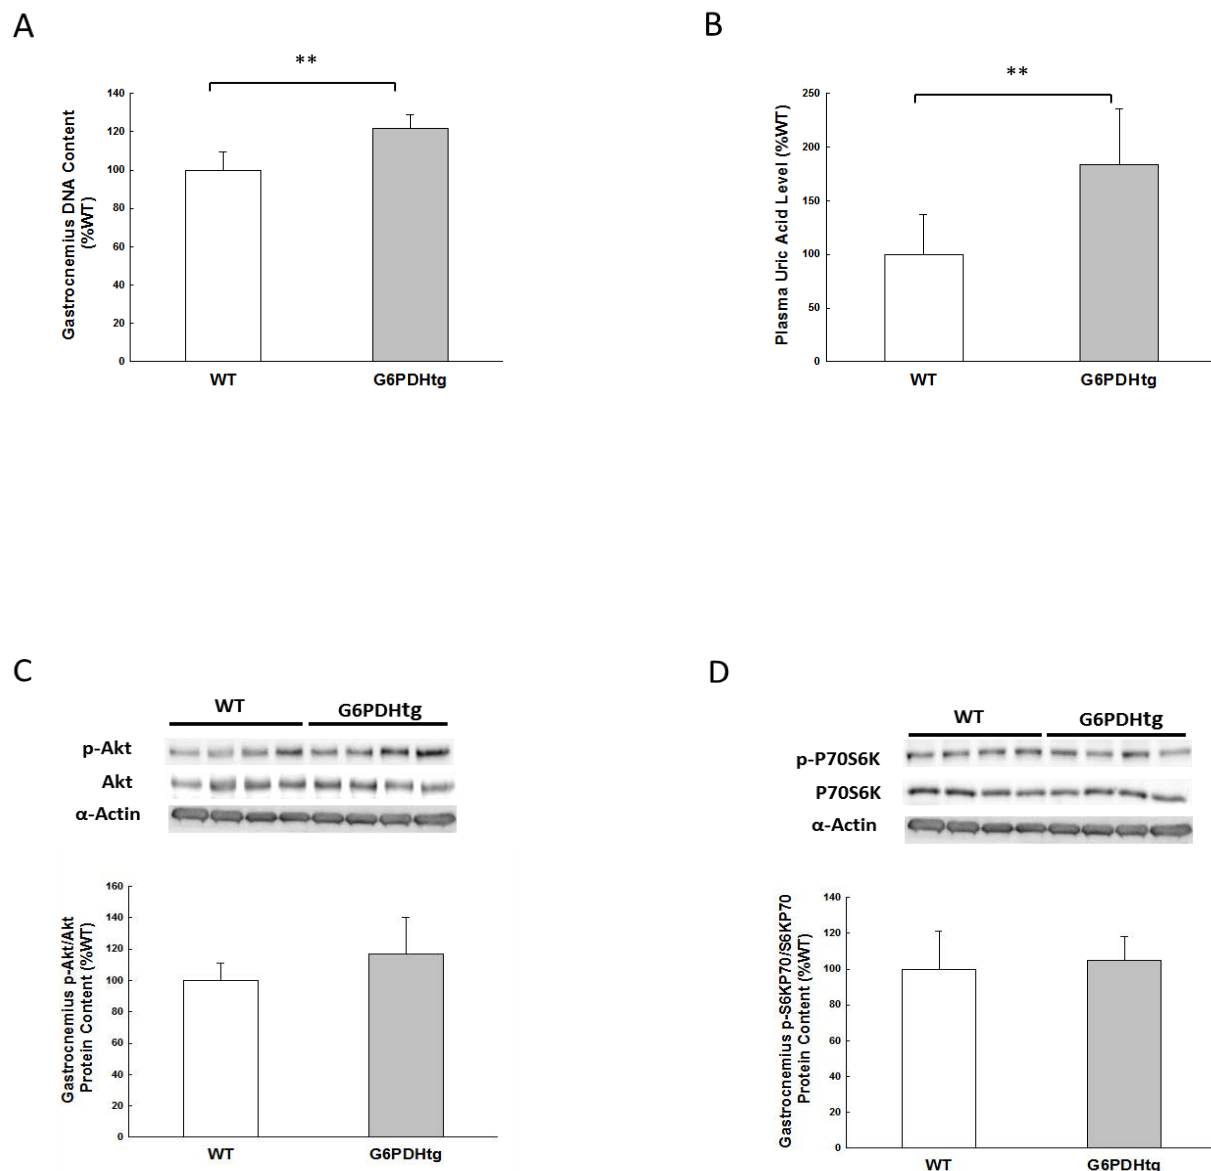 A
**
Gastrocnemius DNA Content
(%WT)
140
120
100
80
60
40
20
0
WT G6PDHtg
B
**
Plasma Uric Acid Level (%WT)
250
200
150
100
50
0
WT G6PDHtg
C
WT G6PDHtg
p-Akt
Akt
α-Actin
Gastrocnemius p-Akt/Akt
Protein Content (%WT)
160
140
120
100
80
60
40
20
0
WT G6PDHtg
D
WT G6PDHtg
p-P70S6K
P70S6K
α-Actin
Gastrocnemius p-S6KP70/S6KP70
Protein Content (%WT)
140
120
100
80
60
40
20
0
WT G6PDHtg